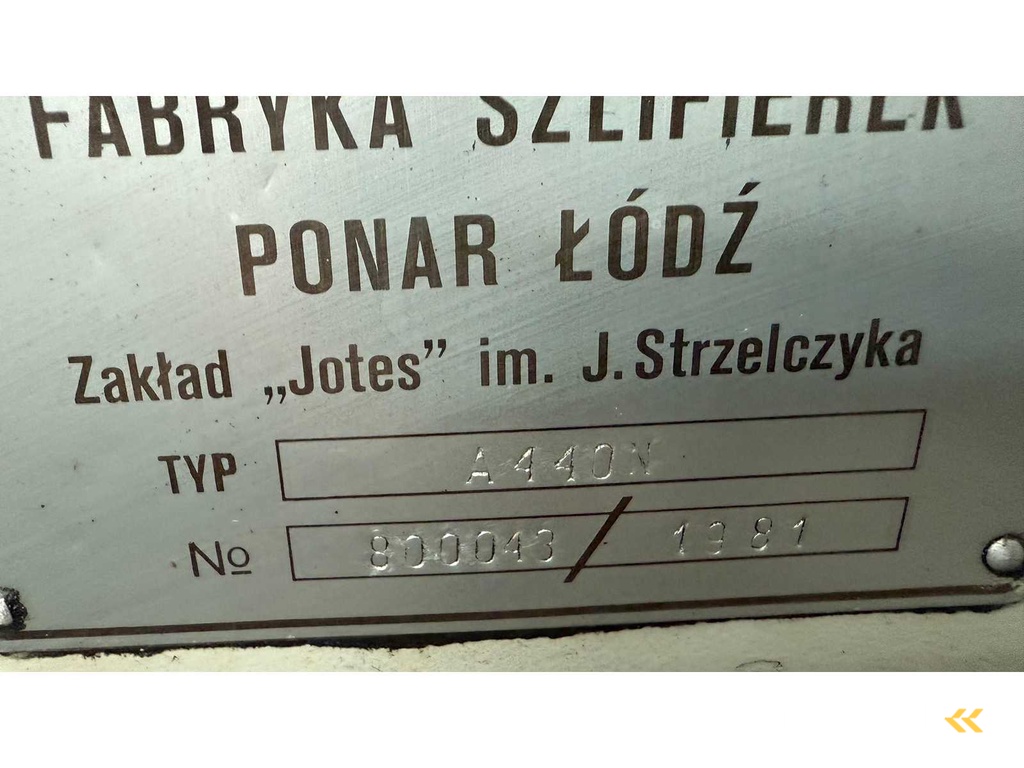 FABRYKA SZLIFIEREK
PONAR ŁÓDŹ
Zakład „Jotes” im. J. Strzelczyka
TYP A440N
№ 800043 / 1981